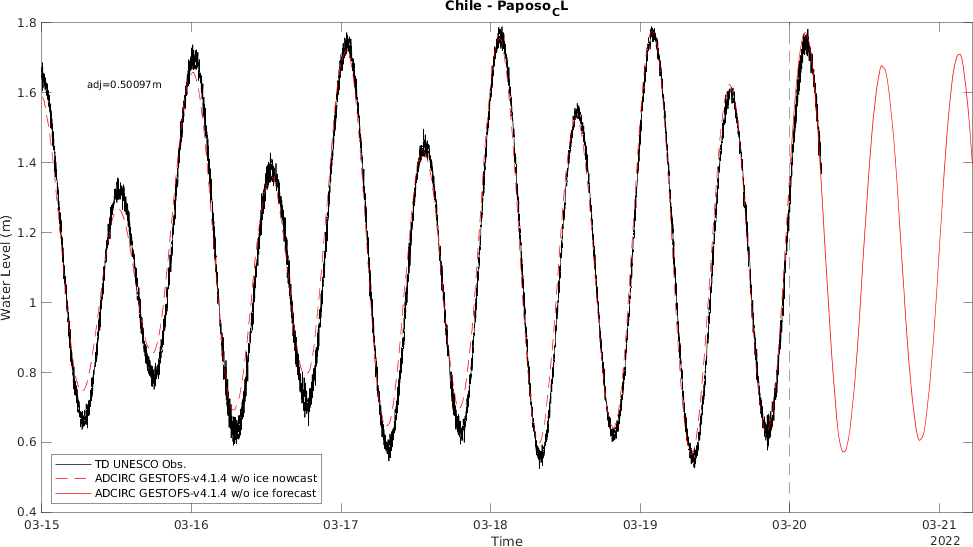 Chile - Paposo_CL
adj=0.50097m
Water Level (m)
1.8
1.6
1.4
1.2
1
0.8
0.6
0.4
TD UNESCO Obs.
ADCIRC GESTOFS-v4.1.4 w/o ice nowcast
ADCIRC GESTOFS-v4.1.4 w/o ice forecast
03-15 03-16 03-17 03-18 03-19 03-20 03-21
Time
2022